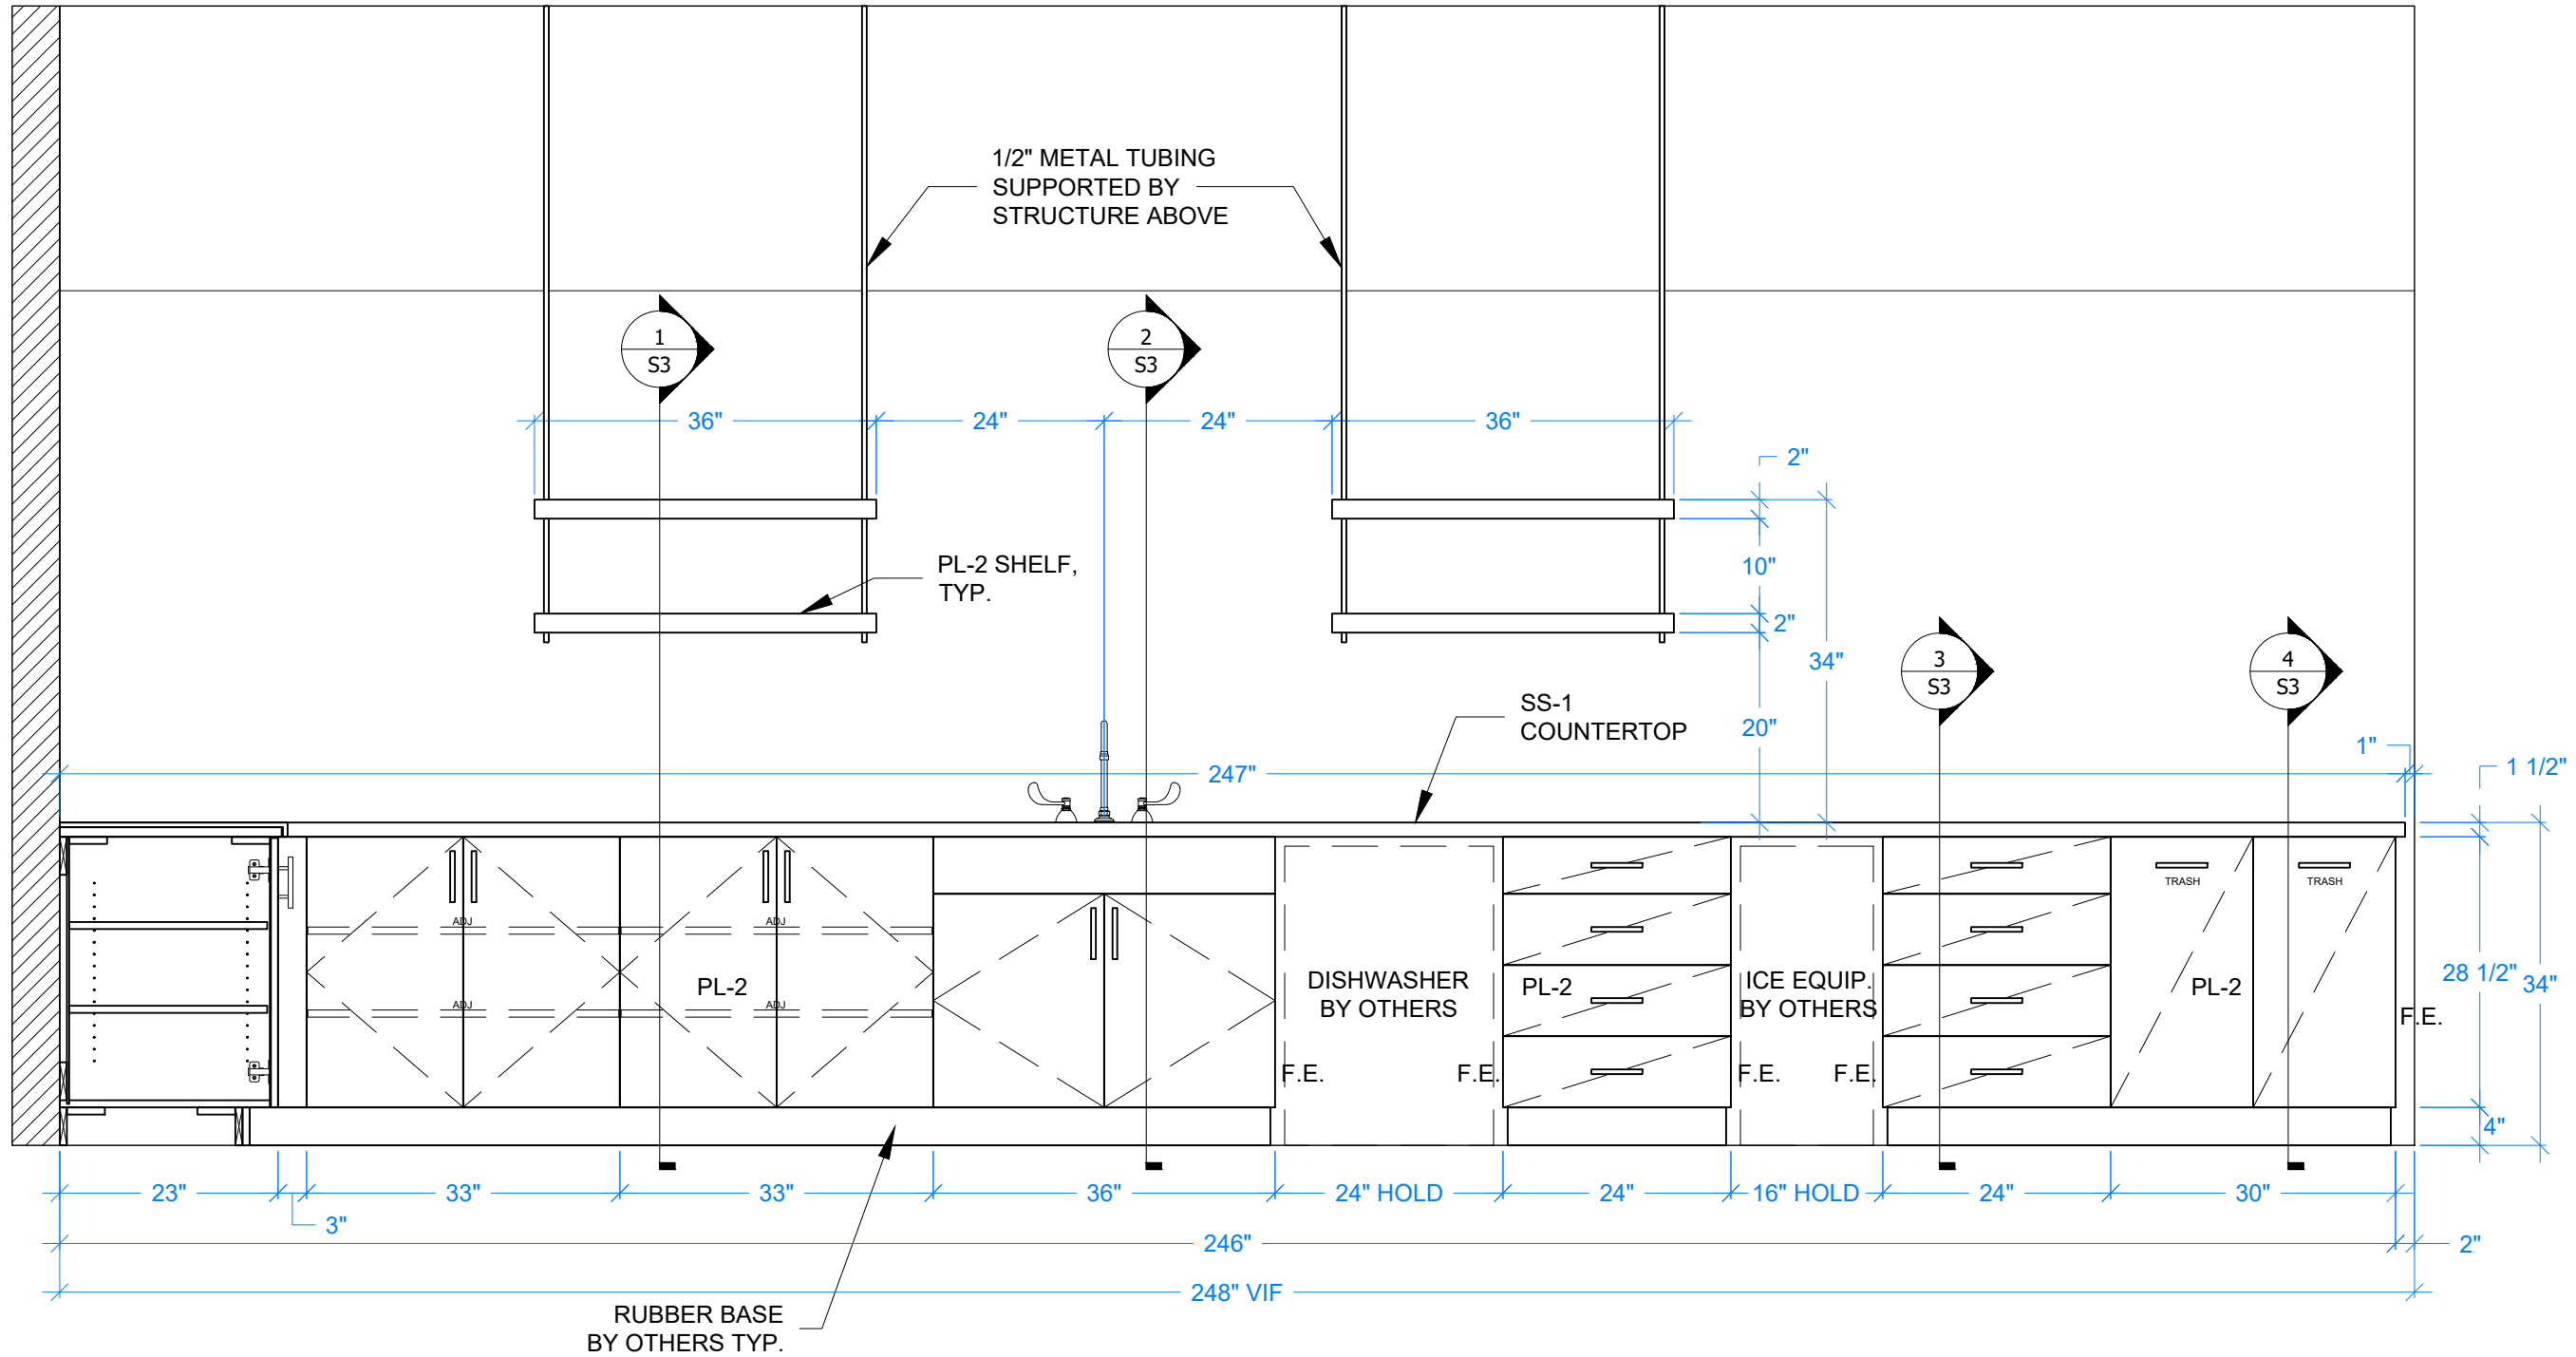 1/2" METAL TUBING
SUPPORTED BY
STRUCTURE ABOVE
1
S3
2
S3
36"
24"
24"
36"
2"
10"
2"
34"
20"
PL-2 SHELF,
TYP.
3
S3
4
S3
SS-1
COUNTERTOP
247"
1"
1 1/2"
TRASH
TRASH
ADJ
ADJ
PL-2
DISHWASHER
BY OTHERS
PL-2
ICE EQUIP.
BY OTHERS
PL-2
28 1/2"
34"
ADJ
ADJ
F.E.
F.E.
F.E.
F.E.
F.E.
4"
23"
3"
33"
33"
36"
24" HOLD
24"
16" HOLD
24"
30"
246"
2"
248" VIF
RUBBER BASE
BY OTHERS TYP.